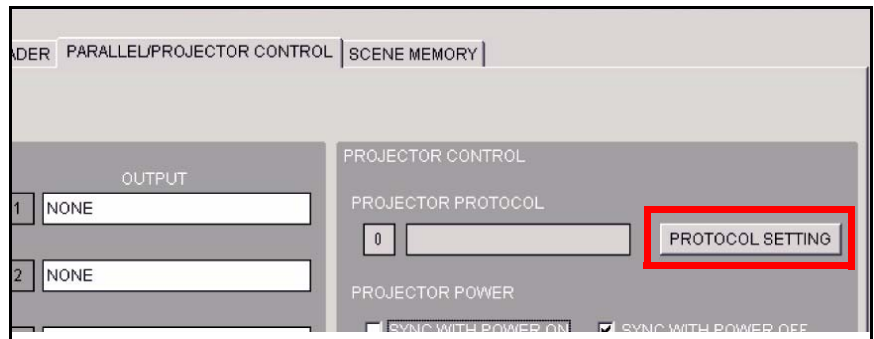 ADER PARALLEL/PROJECTOR CONTROL SCENE MEMORY
PROJECTOR CONTROL
OUTPUT
PROJECTOR PROTOCOL
1 NONE
0 PROTOCOL SETTING
2 NONE
PROJECTOR POWER
SYNC WITH POWER ON SYNC WITH POWER OFF